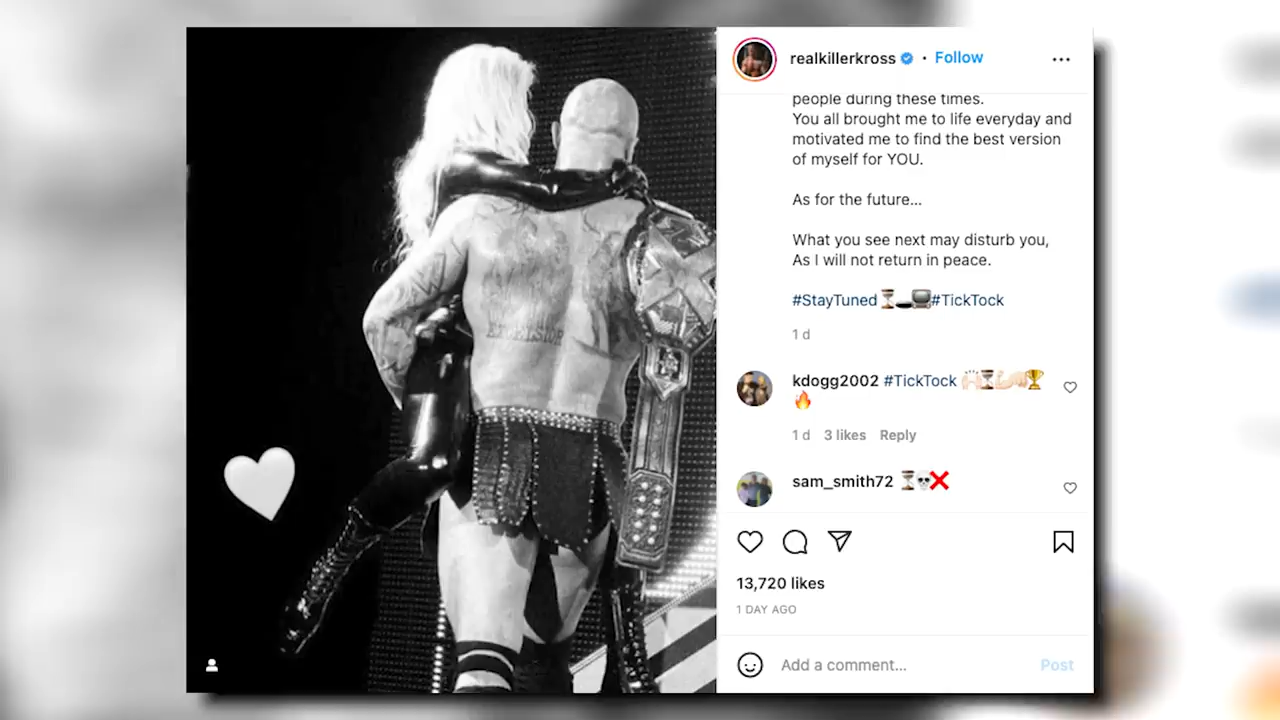 realkillerkross • Follow
people during these times.
You all brought me to life everyday and
motivated me to find the best version
of myself for YOU.
As for the future...
What you see next may disturb you,
As I will not return in peace.
#StayTuned⏳🕳📺#TickTock
1 d
kdogg2002 #TickTock 🙌🏻⏳💪🏻🏆
🔥
1 d 3 likes Reply
sam_smith72 ⏳💀❌
13,720 likes
1 DAY AGO
Add a comment... Post
EXCELSIOR